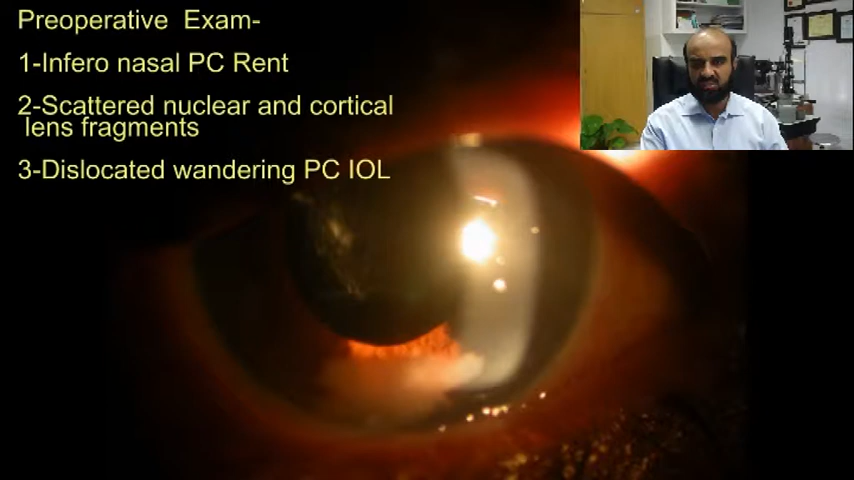 Preoperative Exam-
1-Infero nasal PC Rent
2-Scattered nuclear and cortical
lens fragments
3-Dislocated wandering PC IOL